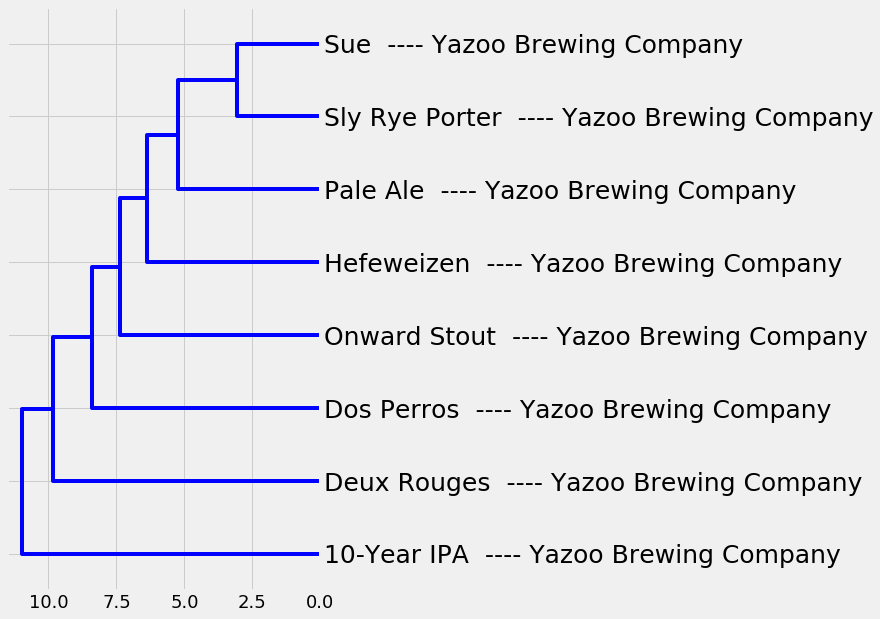 Sue  ---- Yazoo Brewing Company
Sly Rye Porter  ---- Yazoo Brewing Company
Pale Ale  ---- Yazoo Brewing Company
Hefeweizen  ---- Yazoo Brewing Company
Onward Stout  ---- Yazoo Brewing Company
Dos Perros  ---- Yazoo Brewing Company
Deux Rouges  ---- Yazoo Brewing Company
10-Year IPA  ---- Yazoo Brewing Company
10.0 7.5 5.0 2.5 0.0